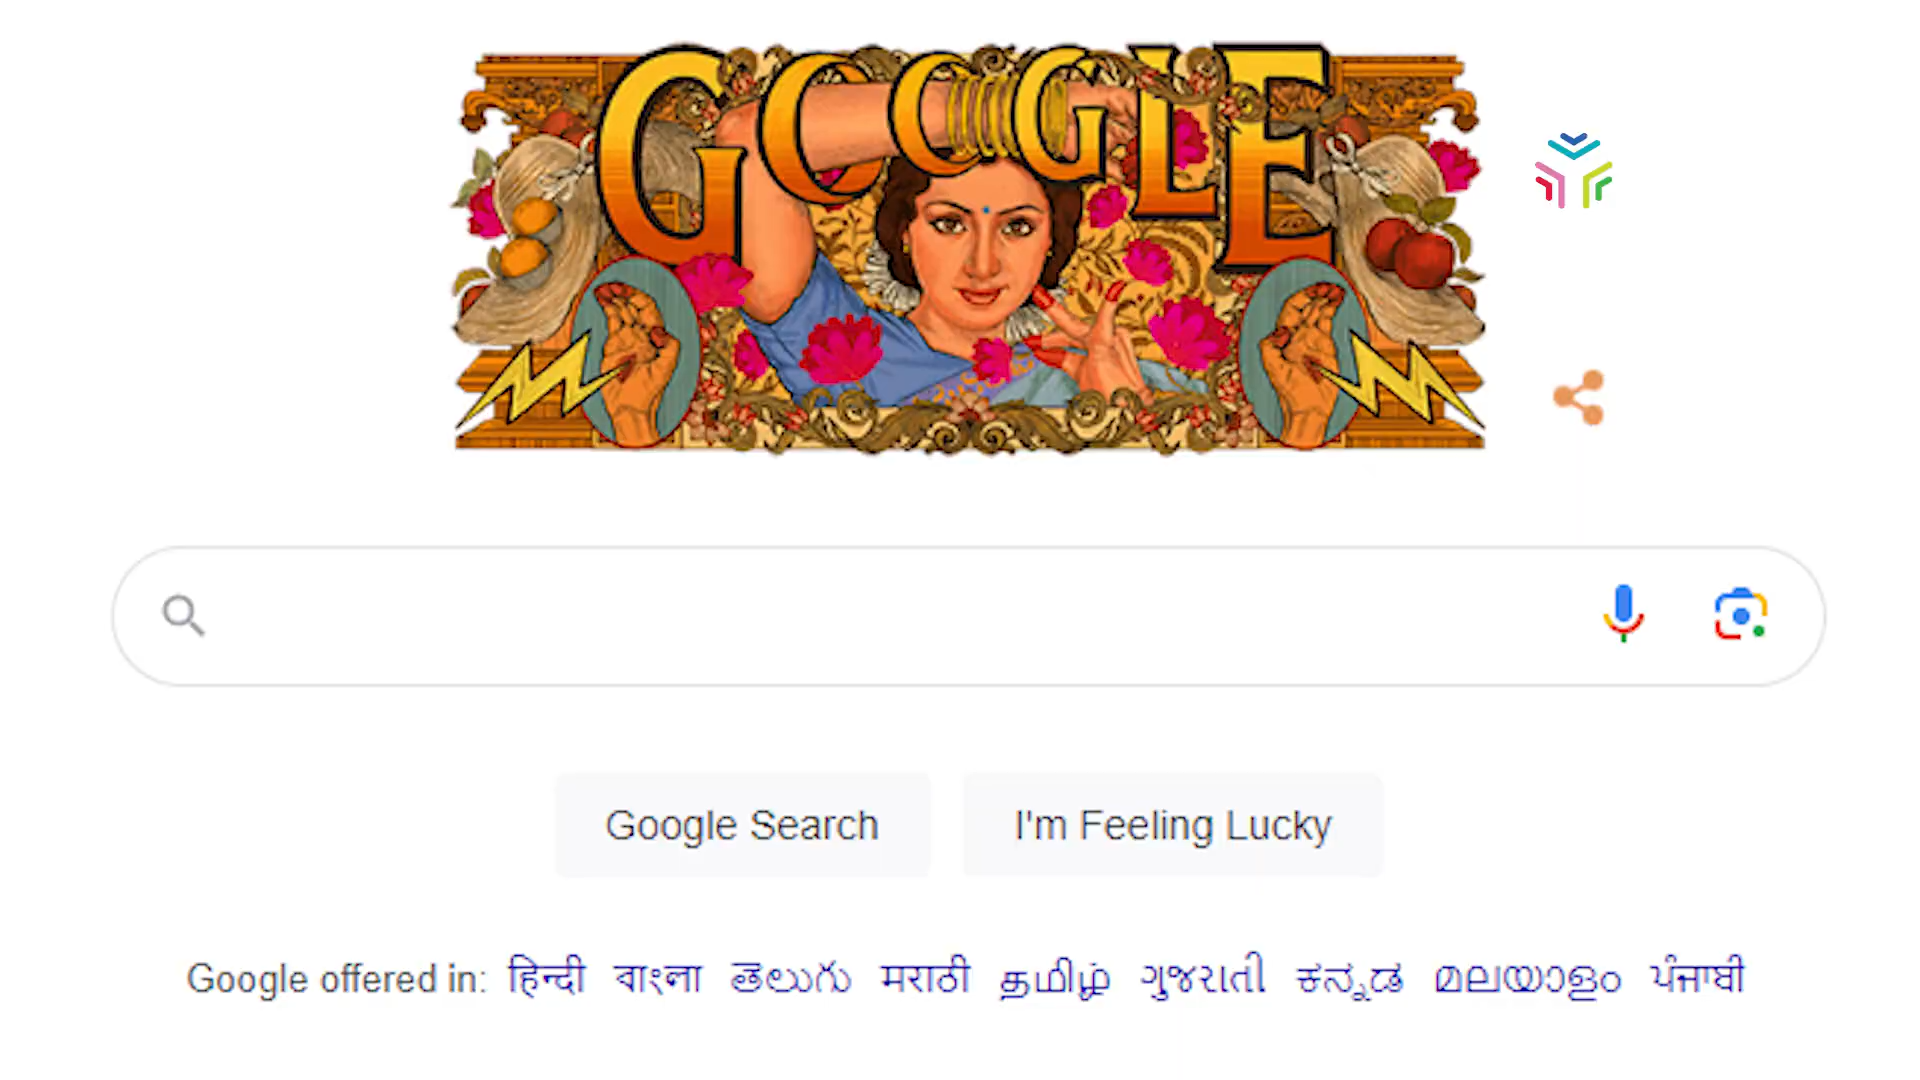 GOOGLE
Google Search
I'm Feeling Lucky
Google offered in: हिन्दी বাংলা తెలుగు मराठी தமிழ் ગુજરાતી ಕನ್ನಡ മലയാളം ਪੰਜਾਬੀ